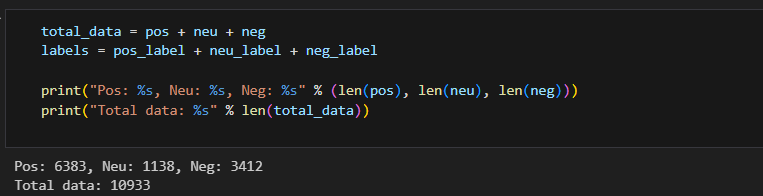 total_data = pos + neu + neg
labels = pos_label + neu_label + neg_label
print("Pos: %s, Neu: %s, Neg: %s" % (len(pos), len(neu), len(neg)))
print("Total data: %s" % len(total_data))
Pos: 6383, Neu: 1138, Neg: 3412
Total data: 10933